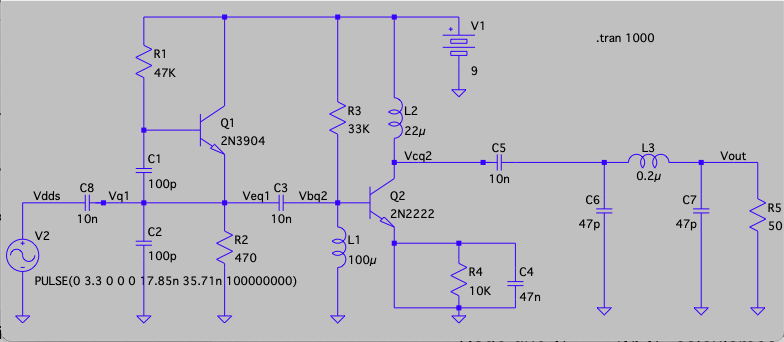 V1
.tran 1000
R1
47K
9
Q1
2N3904
R3
33K
L2
22µ
C1
100p
Vcq2
C5
10n
L3
0.2µ
Vout
Vdds
C8
10n
Vq1
Veq1
C3
10n
Vbq2
Q2
2N2222
C6
47p
C7
47p
R5
50
V2
C2
100p
R2
470
L1
100µ
PULSE(0 3.3 0 0 0 17.85n 35.71n 100000000)
R4
10K
C4
47n